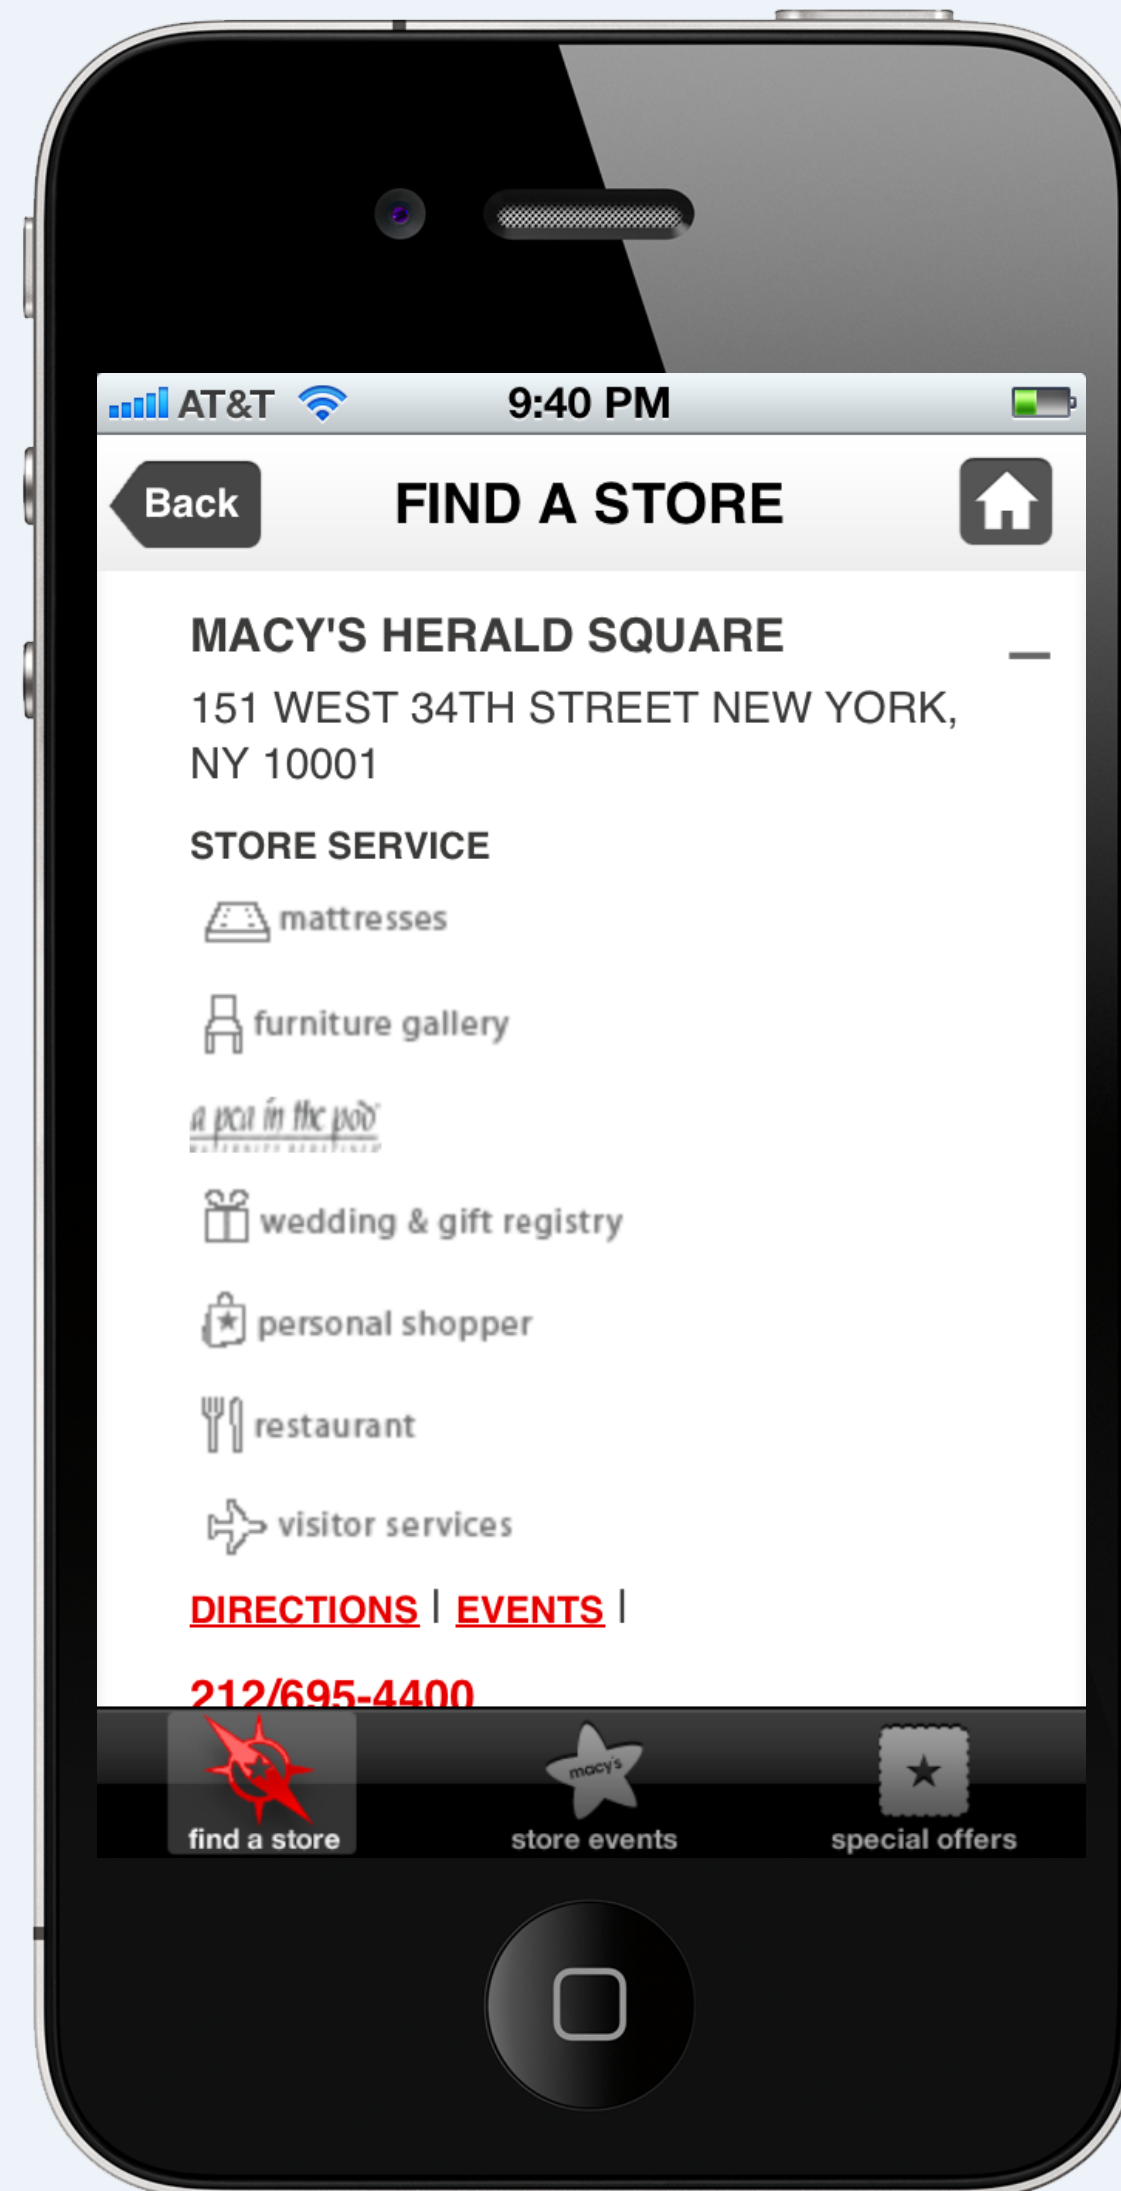 AT&T 9:40 PM
Back FIND A STORE
MACY'S HERALD SQUARE
151 WEST 34TH STREET NEW YORK,
NY 10001
STORE SERVICE
mattresses
furniture gallery
a pea in the pod
wedding & gift registry
personal shopper
restaurant
visitor services
DIRECTIONS | EVENTS |
212/695-4400
macy's
find a store store events special offers